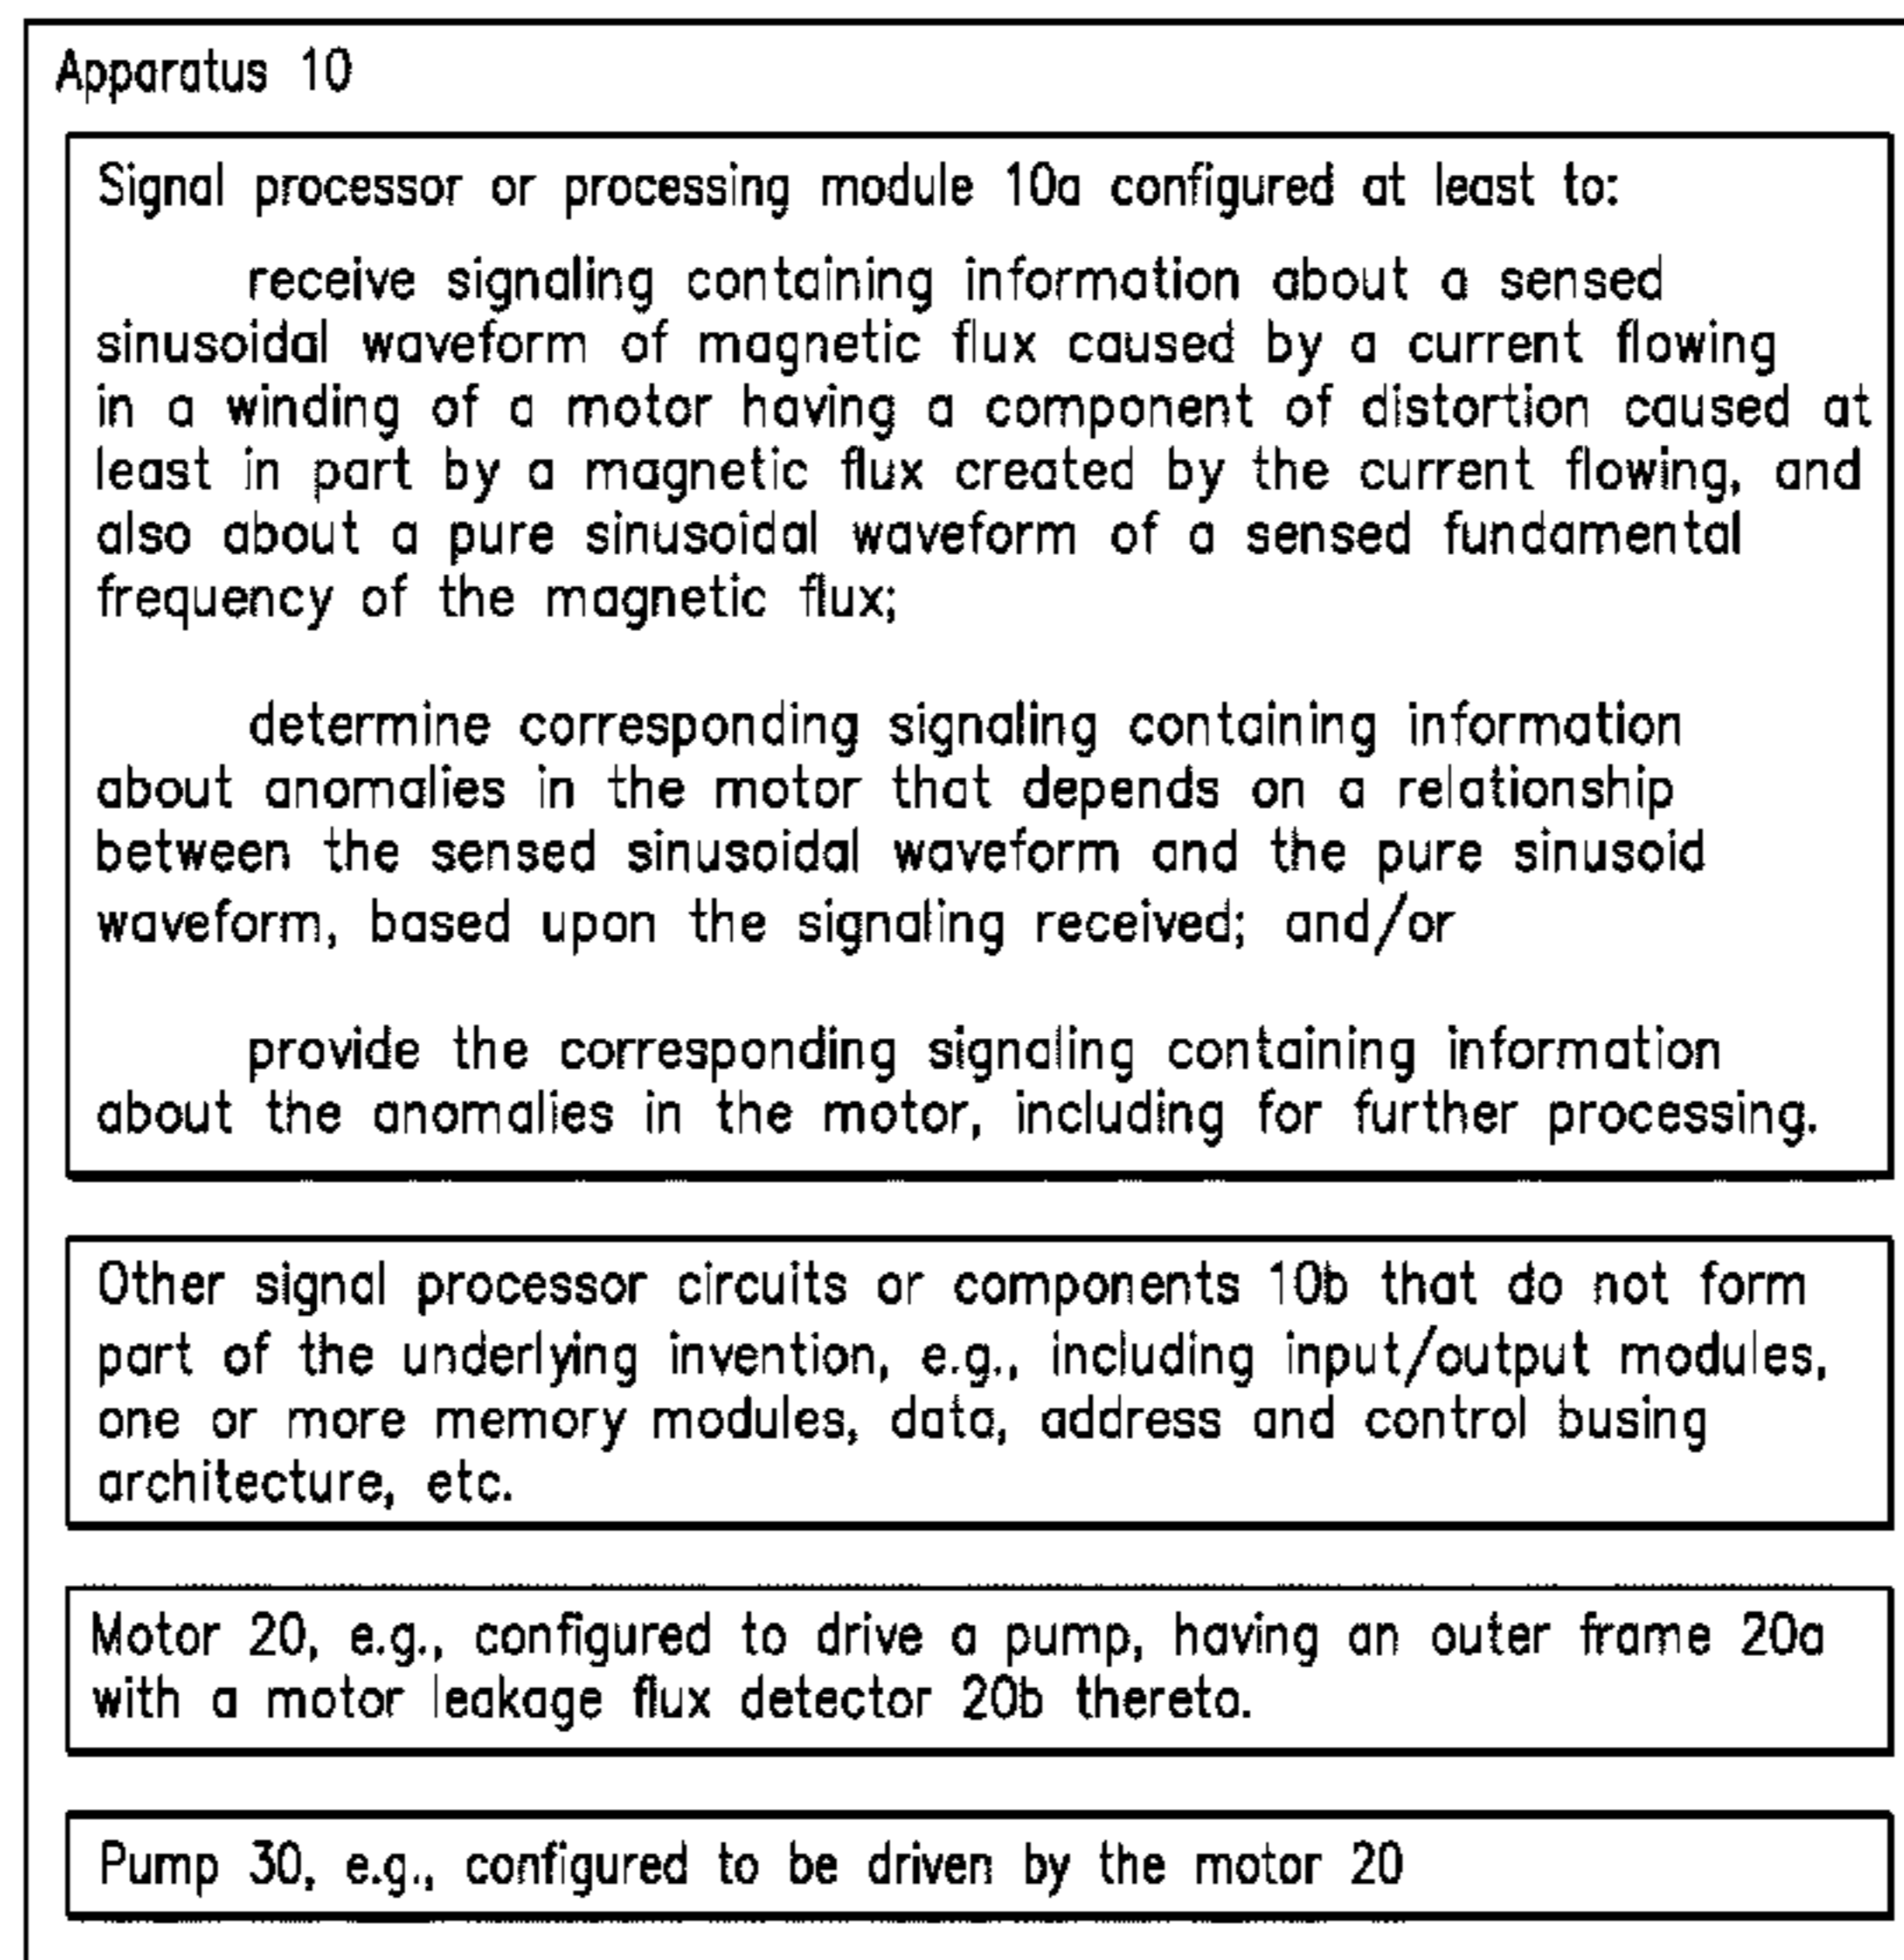 Apparatus 10
Signal processor or processing module 10a configured at least to:
receive signaling containing information about a sensed
sinusoidal waveform of magnetic flux caused by a current flowing
in a winding of a motor having a component of distortion caused at
least in part by a magnetic flux created by the current flowing, and
also about a pure sinusoidal waveform of a sensed fundamental
frequency of the magnetic flux;
determine corresponding signaling containing information
about anomalies in the motor that depends on a relationship
between the sensed sinusoidal waveform and the pure sinusoid
waveform, based upon the signaling received; and/or
provide the corresponding signaling containing information
about the anomalies in the motor, including for further processing.
Other signal processor circuits or components 10b that do not form
part of the underlying invention, e.g., including input/output modules,
one or more memory modules, data, address and control busing
architecture, etc.
Motor 20, e.g., configured to drive a pump, having an outer frame 20a
with a motor leakage flux detector 20b thereto.
Pump 30, e.g., configured to be driven by the motor 20